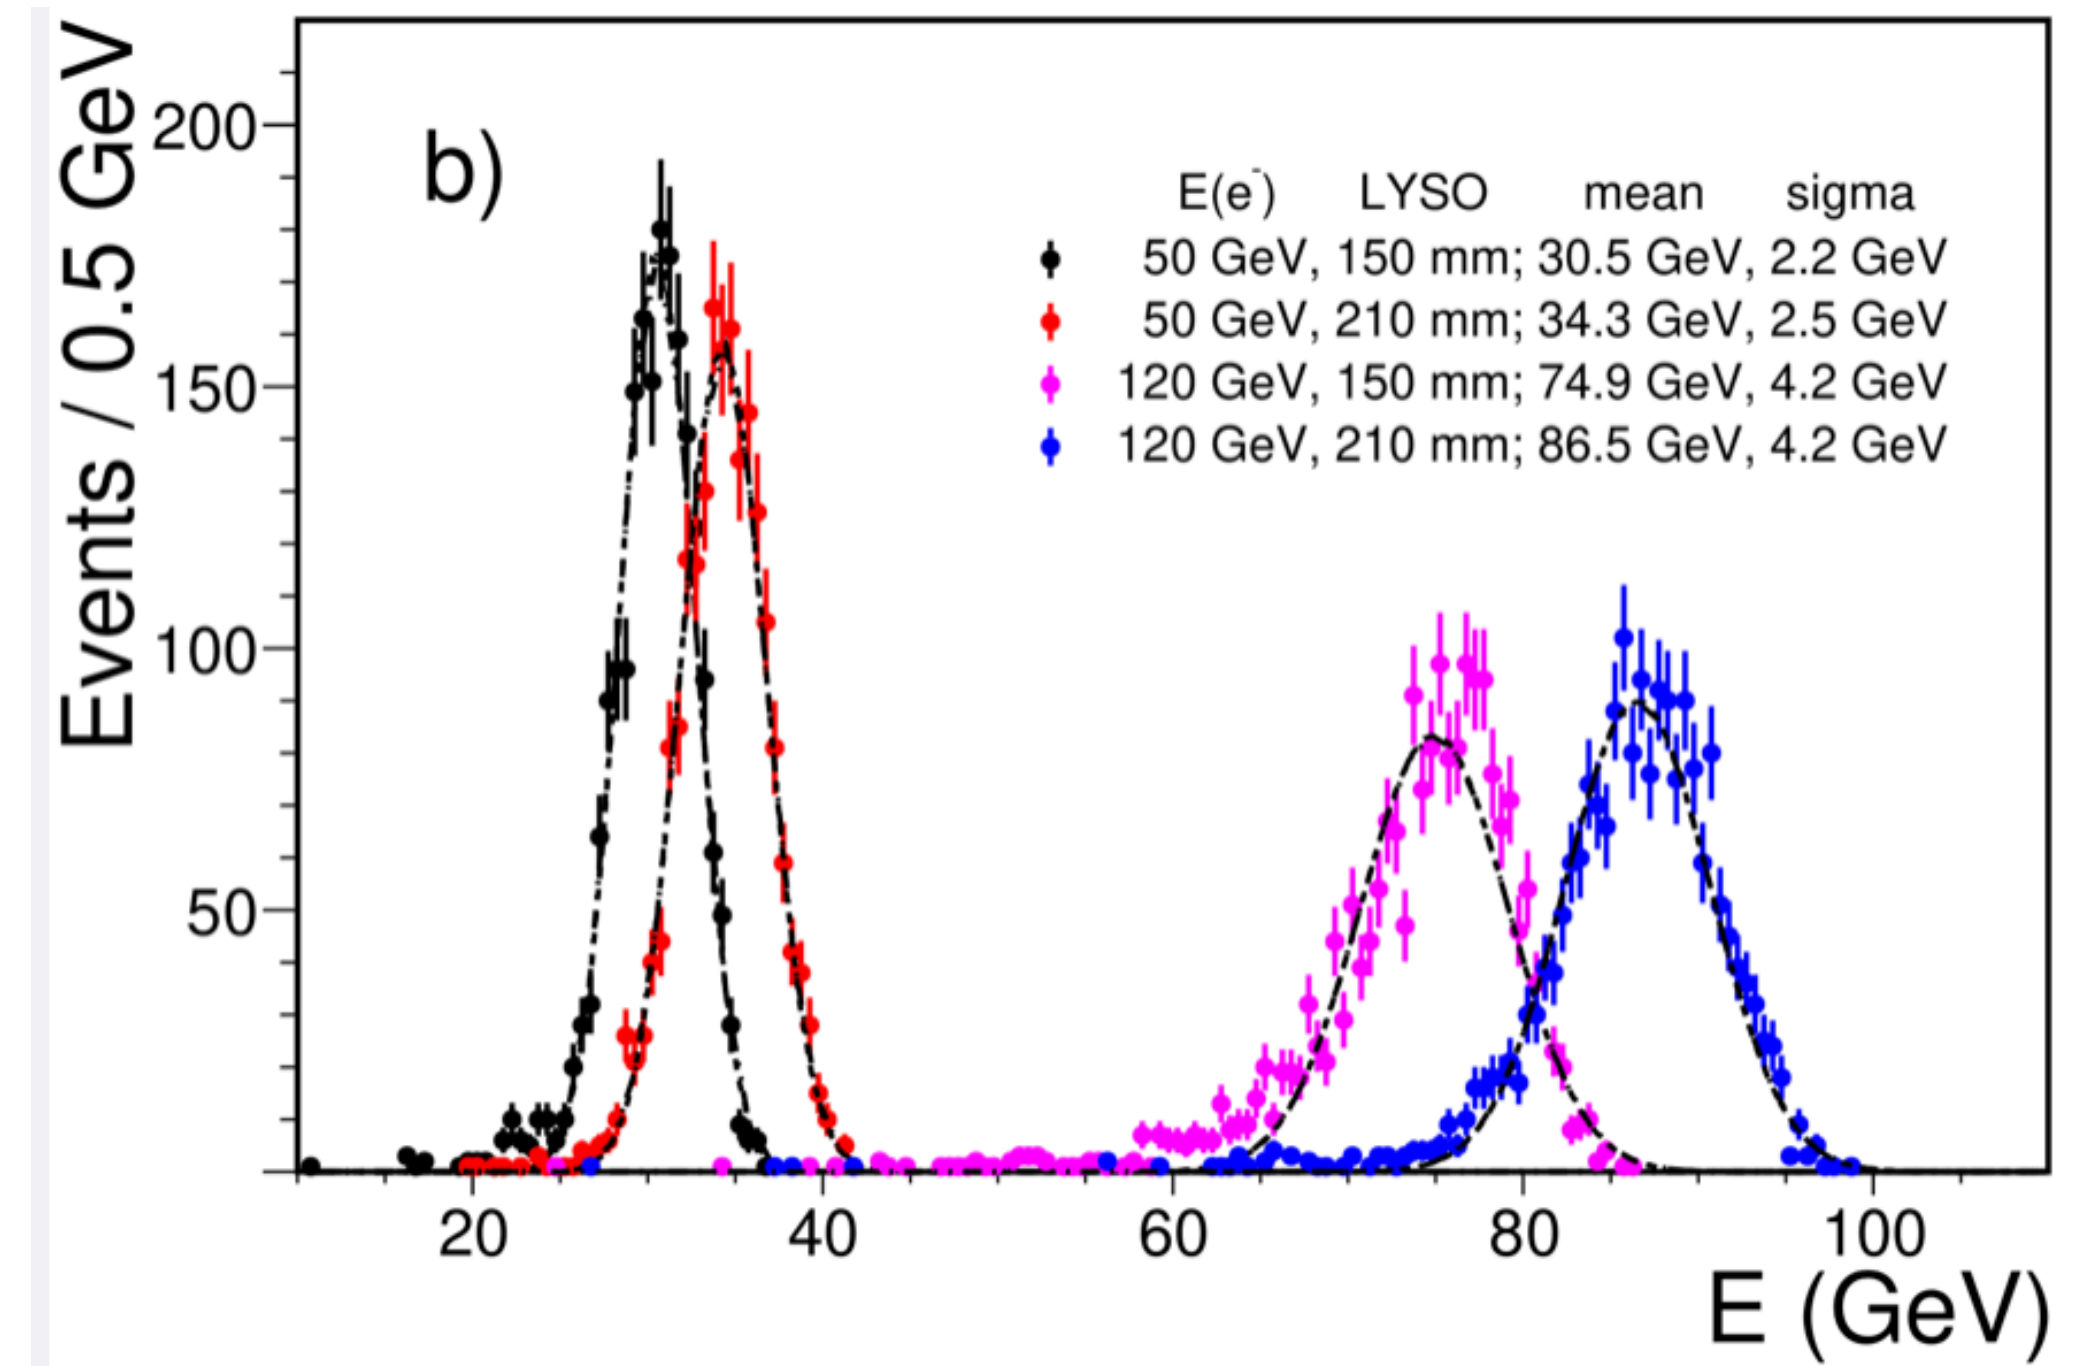 Events / 0.5 GeV
200
150
100
50
b)
E(e-) LYSO mean sigma
50 GeV, 150 mm; 30.5 GeV, 2.2 GeV
50 GeV, 210 mm; 34.3 GeV, 2.5 GeV
120 GeV, 150 mm; 74.9 GeV, 4.2 GeV
120 GeV, 210 mm; 86.5 GeV, 4.2 GeV
20 40 60 80 100
E (GeV)